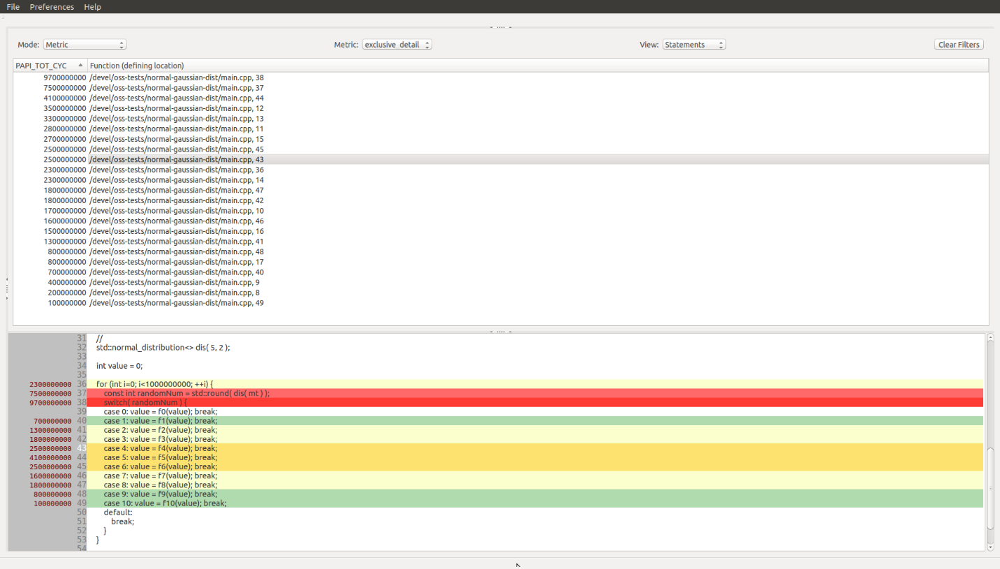 File Preferences Help
Mode: Metric Metric: exclusive_detail View: Statements Clear Filters
PAPI_TOT_CYC Function (defining location)
9700000000 /devel/oss-tests/normal-gaussian-dist/main.cpp, 38
7500000000 /devel/oss-tests/normal-gaussian-dist/main.cpp, 37
4100000000 /devel/oss-tests/normal-gaussian-dist/main.cpp, 44
3500000000 /devel/oss-tests/normal-gaussian-dist/main.cpp, 12
3300000000 /devel/oss-tests/normal-gaussian-dist/main.cpp, 13
2800000000 /devel/oss-tests/normal-gaussian-dist/main.cpp, 11
2700000000 /devel/oss-tests/normal-gaussian-dist/main.cpp, 15
2500000000 /devel/oss-tests/normal-gaussian-dist/main.cpp, 45
2500000000 /devel/oss-tests/normal-gaussian-dist/main.cpp, 43
2300000000 /devel/oss-tests/normal-gaussian-dist/main.cpp, 36
2300000000 /devel/oss-tests/normal-gaussian-dist/main.cpp, 14
1800000000 /devel/oss-tests/normal-gaussian-dist/main.cpp, 47
1800000000 /devel/oss-tests/normal-gaussian-dist/main.cpp, 42
1700000000 /devel/oss-tests/normal-gaussian-dist/main.cpp, 10
1600000000 /devel/oss-tests/normal-gaussian-dist/main.cpp, 46
1500000000 /devel/oss-tests/normal-gaussian-dist/main.cpp, 16
1300000000 /devel/oss-tests/normal-gaussian-dist/main.cpp, 41
800000000 /devel/oss-tests/normal-gaussian-dist/main.cpp, 48
800000000 /devel/oss-tests/normal-gaussian-dist/main.cpp, 17
700000000 /devel/oss-tests/normal-gaussian-dist/main.cpp, 40
400000000 /devel/oss-tests/normal-gaussian-dist/main.cpp, 9
200000000 /devel/oss-tests/normal-gaussian-dist/main.cpp, 8
100000000 /devel/oss-tests/normal-gaussian-dist/main.cpp, 49
31 //
32 std::normal_distribution<> dis( 5, 2 );
33
34 int value = 0;
35
2300000000 36 for (int i=0; i<1000000000; ++i) {
7500000000 37 const int randomNum = std::round( dis( mt ) );
9700000000 38 switch( randomNum ) {
39 case 0: value = f0(value); break;
700000000 40 case 1: value = f1(value); break;
1300000000 41 case 2: value = f2(value); break;
1800000000 42 case 3: value = f3(value); break;
2500000000 43 case 4: value = f4(value); break;
4100000000 44 case 5: value = f5(value); break;
2500000000 45 case 6: value = f6(value); break;
1600000000 46 case 7: value = f7(value); break;
1800000000 47 case 8: value = f8(value); break;
800000000 48 case 9: value = f9(value); break;
100000000 49 case 10: value = f10(value); break;
50 default:
51 break;
52 }
53 }
54